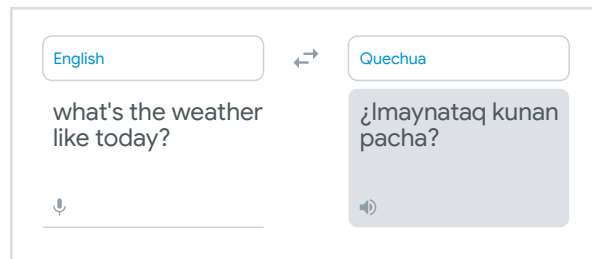 English
Quechua
what's the weather
like today?
¿Imaynataq kunan
pacha?